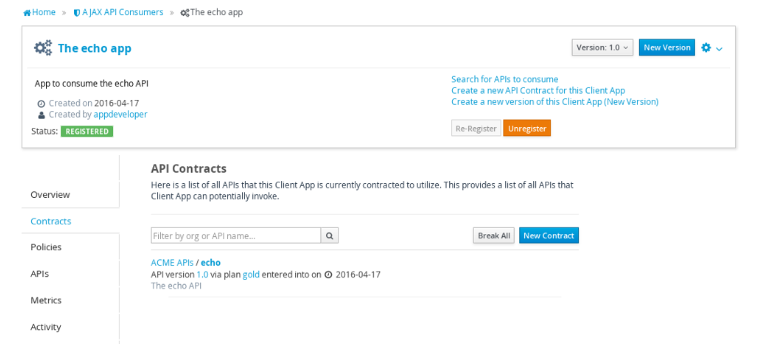 Home » AJAX API Consumers » The echo app
The echo app
Version: 1.0
New Version
App to consume the echo API
Created on 2016-04-17
Created by appdeveloper
Status: REGISTERED
Search for APIs to consume
Create a new API Contract for this Client App
Create a new version of this Client App (New Version)
Re-Register
Unregister
Overview
Contracts
Policies
APIs
Metrics
Activity
API Contracts
Here is a list of all APIs that this Client App is currently contracted to utilize. This provides a list of all APIs that
Client App can potentially invoke.
Filter by org or API name...
Break All
New Contract
ACME APIs / echo
API version 1.0 via plan gold entered into on 2016-04-17
The echo API